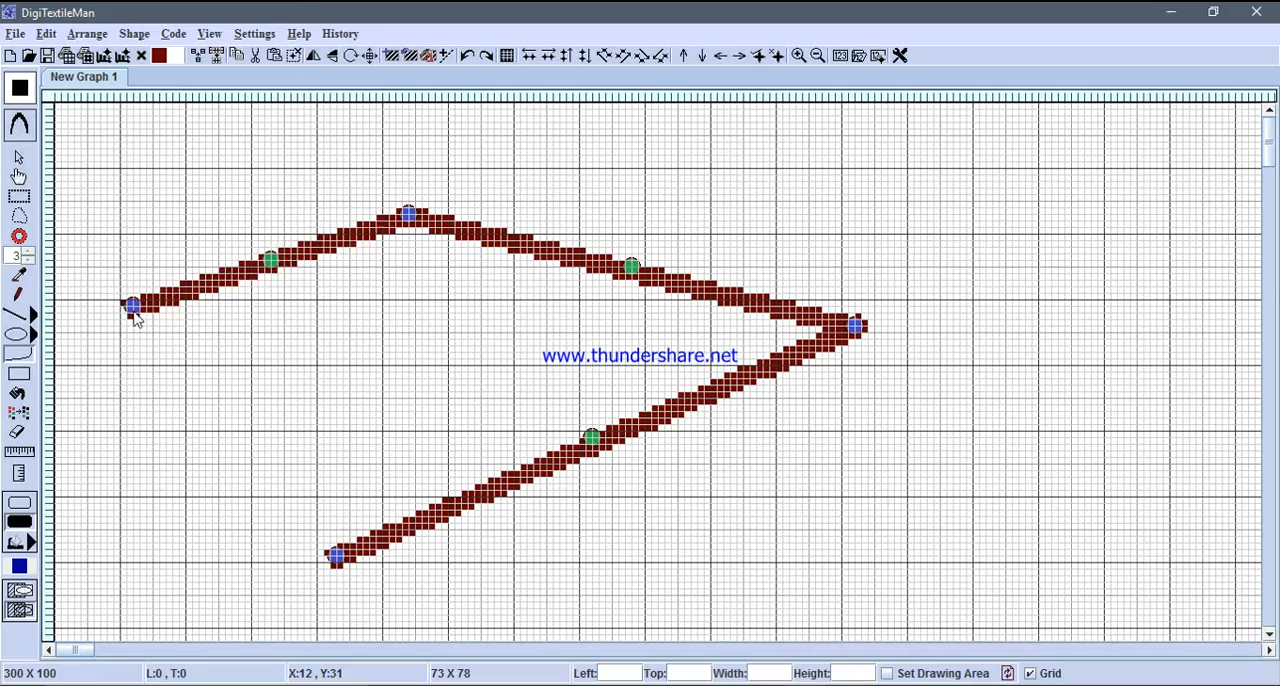 DigiTextileMan
File Edit Arrange Shape Code View Settings Help History
New Graph 1
3
www.thundershare.net
300 X 100 L:0 , T:0 X:12 , Y:31 73 X 78 Left: Top: Width: Height: Set Drawing Area Grid